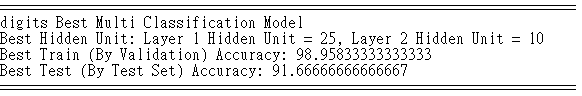 digits Best Multi Classification Model
Best Hidden Unit: Layer 1 Hidden Unit = 25, Layer 2 Hidden Unit = 10
Best Train (By Validation) Accuracy: 98.95833333333333
Best Test (By Test Set) Accuracy: 91.66666666666667